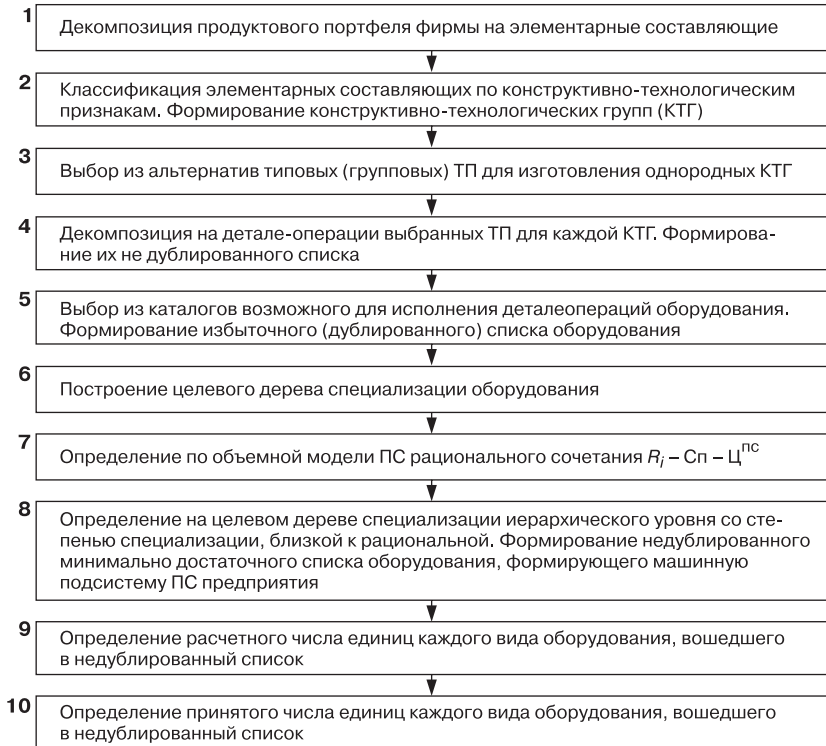 1
Декомпозиция продуктового портфеля фирмы на элементарные составляющие
2
Классификация элементарных составляющих по конструктивно-технологическим
признакам. Формирование конструктивно-технологических групп (КТГ)
3
Выбор из альтернатив типовых (групповых) ТП для изготовления однородных КТГ
4
Декомпозиция на детале-операции выбранных ТП для каждой КТГ. Формирова-
ние их не дублированного списка
5
Выбор из каталогов возможного для исполнения деталеопераций оборудования.
Формирование избыточного (дублированного) списка оборудования
6
Построение целевого дерева специализации оборудования
7
Определение по объемной модели ПС рационального сочетания Rᵢ – Сп – Ц^ПС
8
Определение на целевом дереве специализации иерархического уровня со сте-
пенью специализации, близкой к рациональной. Формирование недублированного
минимально достаточного списка оборудования, формирующего машинную
подсистему ПС предприятия
9
Определение расчетного числа единиц каждого вида оборудования, вошедшего
в недублированный список
10
Определение принятого числа единиц каждого вида оборудования, вошедшего
в недублированный список